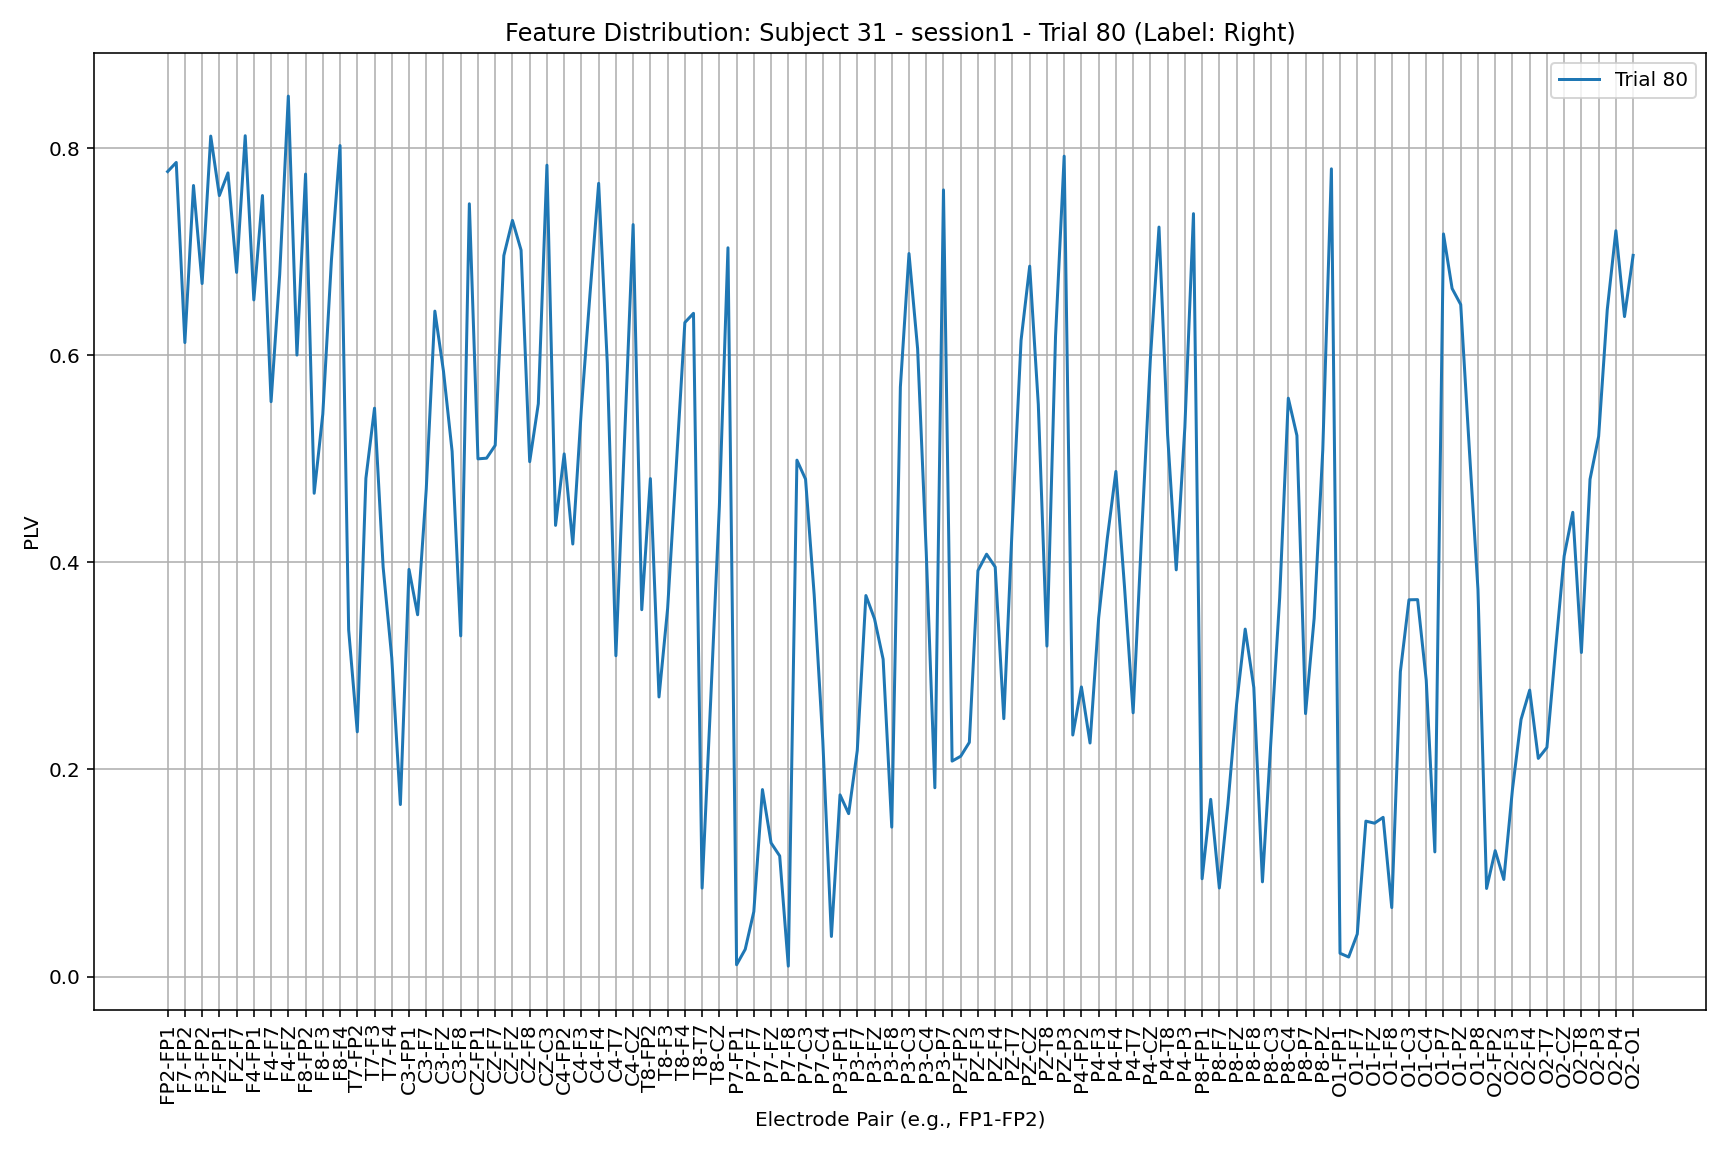 Feature Distribution: Subject 31 - session1 - Trial 80 (Label: Right)
Trial 80
PLV
0.8
0.6
0.4
0.2
0.0
FP2-FP1
F7-FP2
F3-FP2
FZ-FP1
FZ-F7
F4-FP1
F4-F7
F4-FZ
F8-FP2
F8-F3
F8-F4
T7-FP2
T7-F3
T7-F4
C3-FP1
C3-F7
C3-FZ
C3-F8
CZ-FP1
CZ-F7
CZ-FZ
CZ-F8
CZ-C3
C4-FP2
C4-F3
C4-F4
C4-T7
C4-CZ
T8-FP2
T8-F3
T8-F4
T8-T7
T8-CZ
P7-FP1
P7-F7
P7-FZ
P7-F8
P7-C3
P7-C4
P3-FP1
P3-F7
P3-FZ
P3-F8
P3-C3
P3-C4
P3-P7
PZ-FP2
PZ-F3
PZ-F4
PZ-T7
PZ-CZ
PZ-T8
PZ-P3
P4-FP2
P4-F3
P4-F4
P4-T7
P4-CZ
P4-T8
P4-P3
P8-FP1
P8-F7
P8-FZ
P8-F8
P8-C3
P8-C4
P8-P7
P8-PZ
O1-FP1
O1-F7
O1-FZ
O1-F8
O1-C3
O1-C4
O1-P7
O1-PZ
O1-P8
O2-FP2
O2-F3
O2-F4
O2-T7
O2-CZ
O2-T8
O2-P3
O2-P4
O2-O1
Electrode Pair (e.g., FP1-FP2)